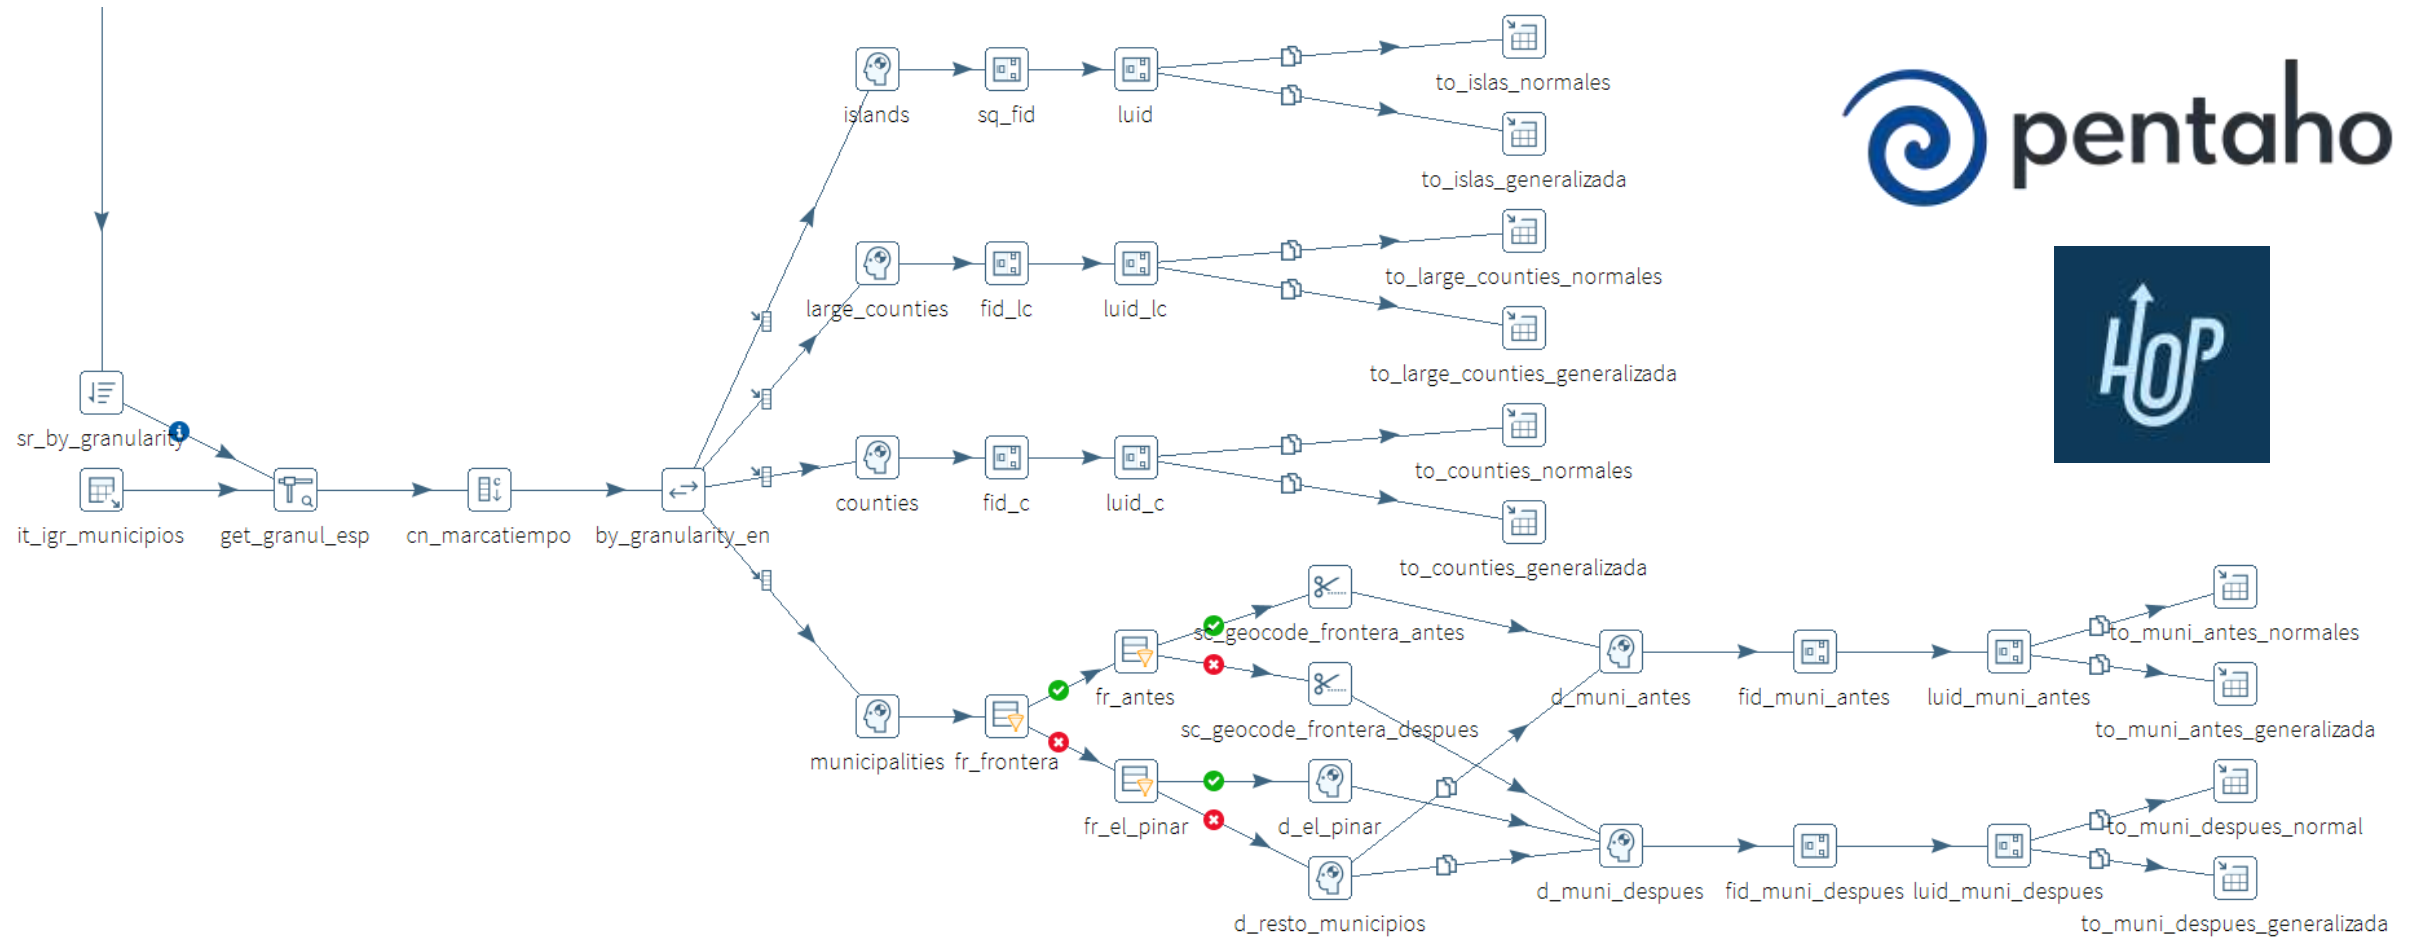 islands
sq_fid
luid
to_islas_normales
to_islas_generalizada
pentaho
HOP
large_counties
fid_lc
luid_lc
to_large_counties_normales
to_large_counties_generalizada
sr_by_granularity
it_igr_municipios
get_granul_esp
cn_marcatiempo
by_granularity_en
counties
fid_c
luid_c
to_counties_normales
to_counties_generalizada
municipalities
fr_frontera
fr_antes
sc_geocode_frontera_antes
sc_geocode_frontera_despues
fr_el_pinar
d_el_pinar
d_resto_municipios
d_muni_antes
fid_muni_antes
luid_muni_antes
to_muni_antes_normales
to_muni_antes_generalizada
d_muni_despues
fid_muni_despues
luid_muni_despues
to_muni_despues_normal
to_muni_despues_generalizada